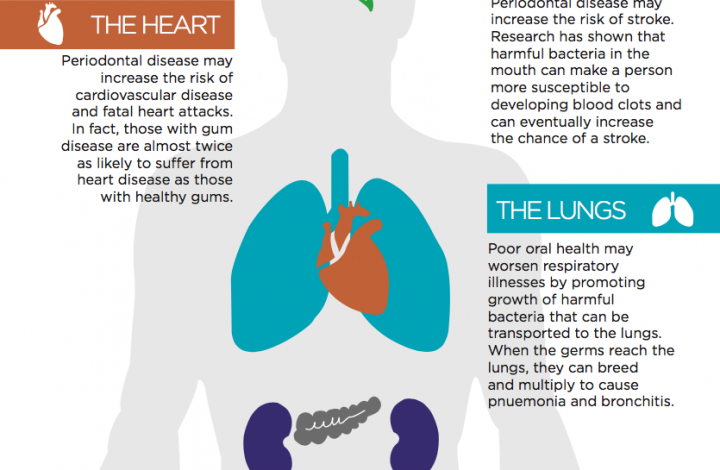 THE HEART
Periodontal disease may
increase the risk of
cardiovascular disease
and fatal heart attacks.
In fact, those with gum
disease are almost twice
as likely to suffer from
heart disease as those
with healthy gums.
Periodontal disease may
increase the risk of stroke.
Research has shown that
harmful bacteria in the
mouth can make a person
more susceptible to
developing blood clots and
can eventually increase
the chance of a stroke.
THE LUNGS
Poor oral health may
worsen respiratory
illnesses by promoting
growth of harmful
bacteria that can be
transported to the lungs.
When the germs reach the
lungs, they can breed
and multiply to cause
pnuemonia and bronchitis.